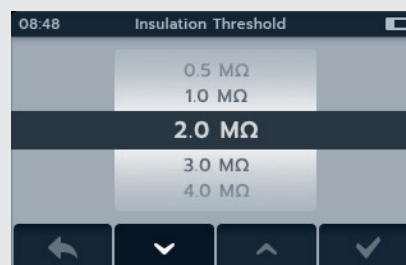 08:48 Insulation Threshold
0.5 MΩ
1.0 MΩ
2.0 MΩ
3.0 MΩ
4.0 MΩ